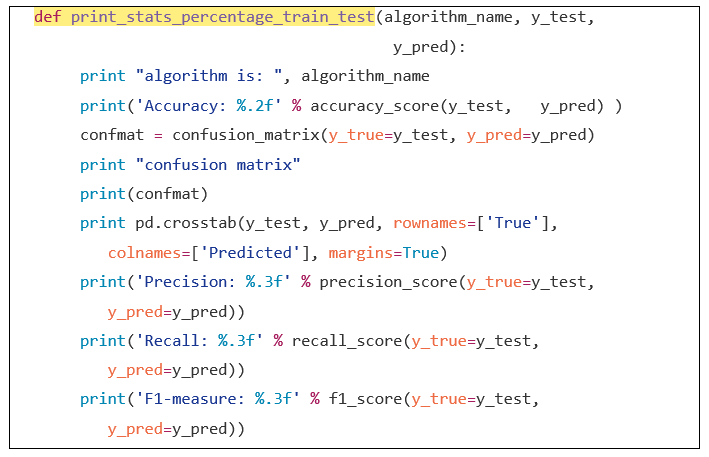 def print_stats_percentage_train_test(algorithm_name, y_test,
y_pred):
print "algorithm is: ", algorithm_name
print('Accuracy: %.2f' % accuracy_score(y_test,   y_pred) )
confmat = confusion_matrix(y_true=y_test, y_pred=y_pred)
print "confusion matrix"
print(confmat)
print pd.crosstab(y_test, y_pred, rownames=['True'],
colnames=['Predicted'], margins=True)
print('Precision: %.3f' % precision_score(y_true=y_test,
y_pred=y_pred))
print('Recall: %.3f' % recall_score(y_true=y_test,
y_pred=y_pred))
print('F1-measure: %.3f' % f1_score(y_true=y_test,
y_pred=y_pred))